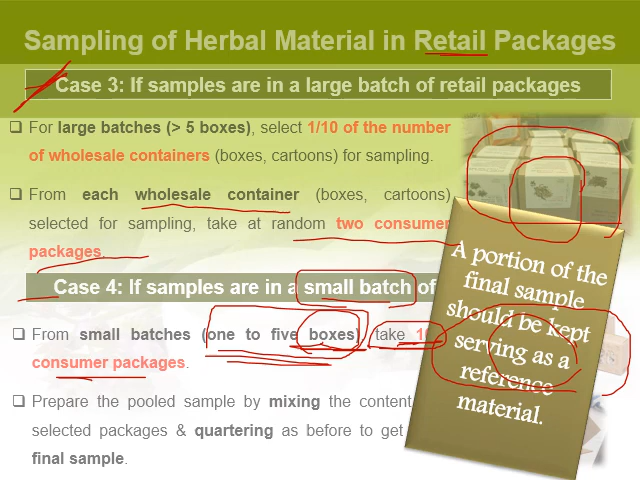 Sampling of Herbal Material in Retail Packages
Case 3: If samples are in a large batch of retail packages
❑ For large batches (> 5 boxes), select 1/10 of the number
of wholesale containers (boxes, cartoons) for sampling.
❑ From each wholesale container (boxes, cartoons)
selected for sampling, take at random two consumer
packages.
Case 4: If samples are in a small batch of
❑ From small batches (one to five boxes), take
consumer packages.
❑ Prepare the pooled sample by mixing the content
selected packages & quartering as before to get
final sample.
A portion of the
final sample
should be kept
serving as a
reference
material.